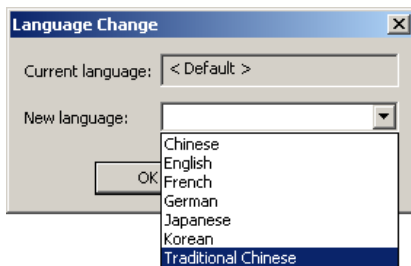 Language Change
Current language: < Default >
New language:
Chinese
English
OK French
German
Japanese
Korean
Traditional Chinese